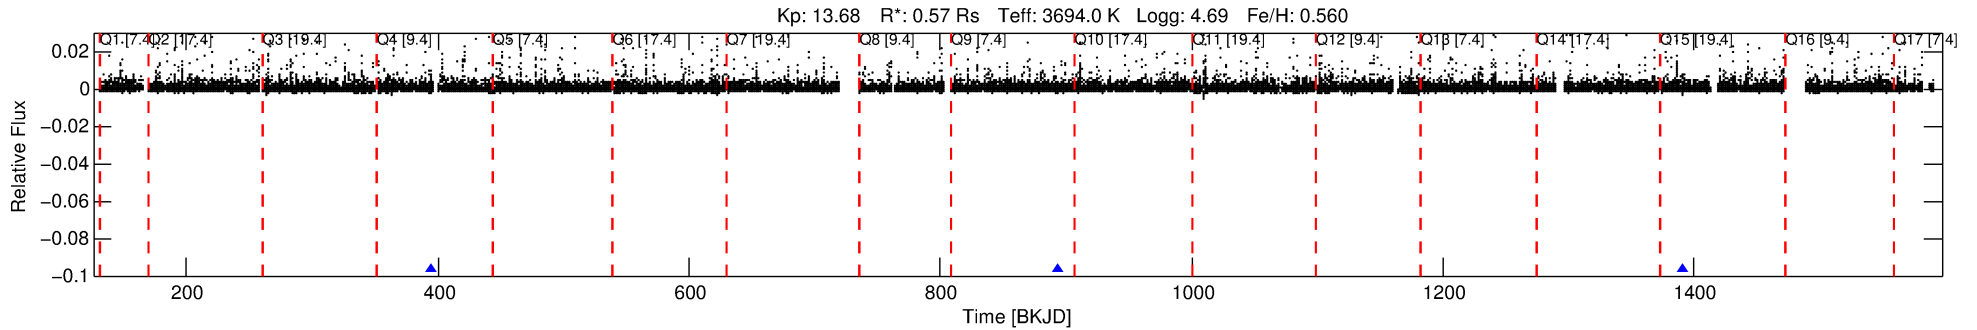 Kp: 13.68 R*: 0.57 Rs Teff: 3694.0 K Logg: 4.69 Fe/H: 0.560
Q1 [7.4] Q2 [17.4] Q3 [19.4] Q4 [9.4] Q5 [7.4] Q6 [17.4] Q7 [19.4] Q8 [9.4] Q9 [7.4] Q10 [17.4] Q11 [19.4] Q12 [9.4] Q13 [7.4] Q14 [17.4] Q15 [19.4] Q16 [9.4] Q17 [7.4]
0.02
0
−0.02
−0.04
−0.06
−0.08
−0.1
Relative Flux
200 400 600 800 1000 1200 1400
Time [BKJD]